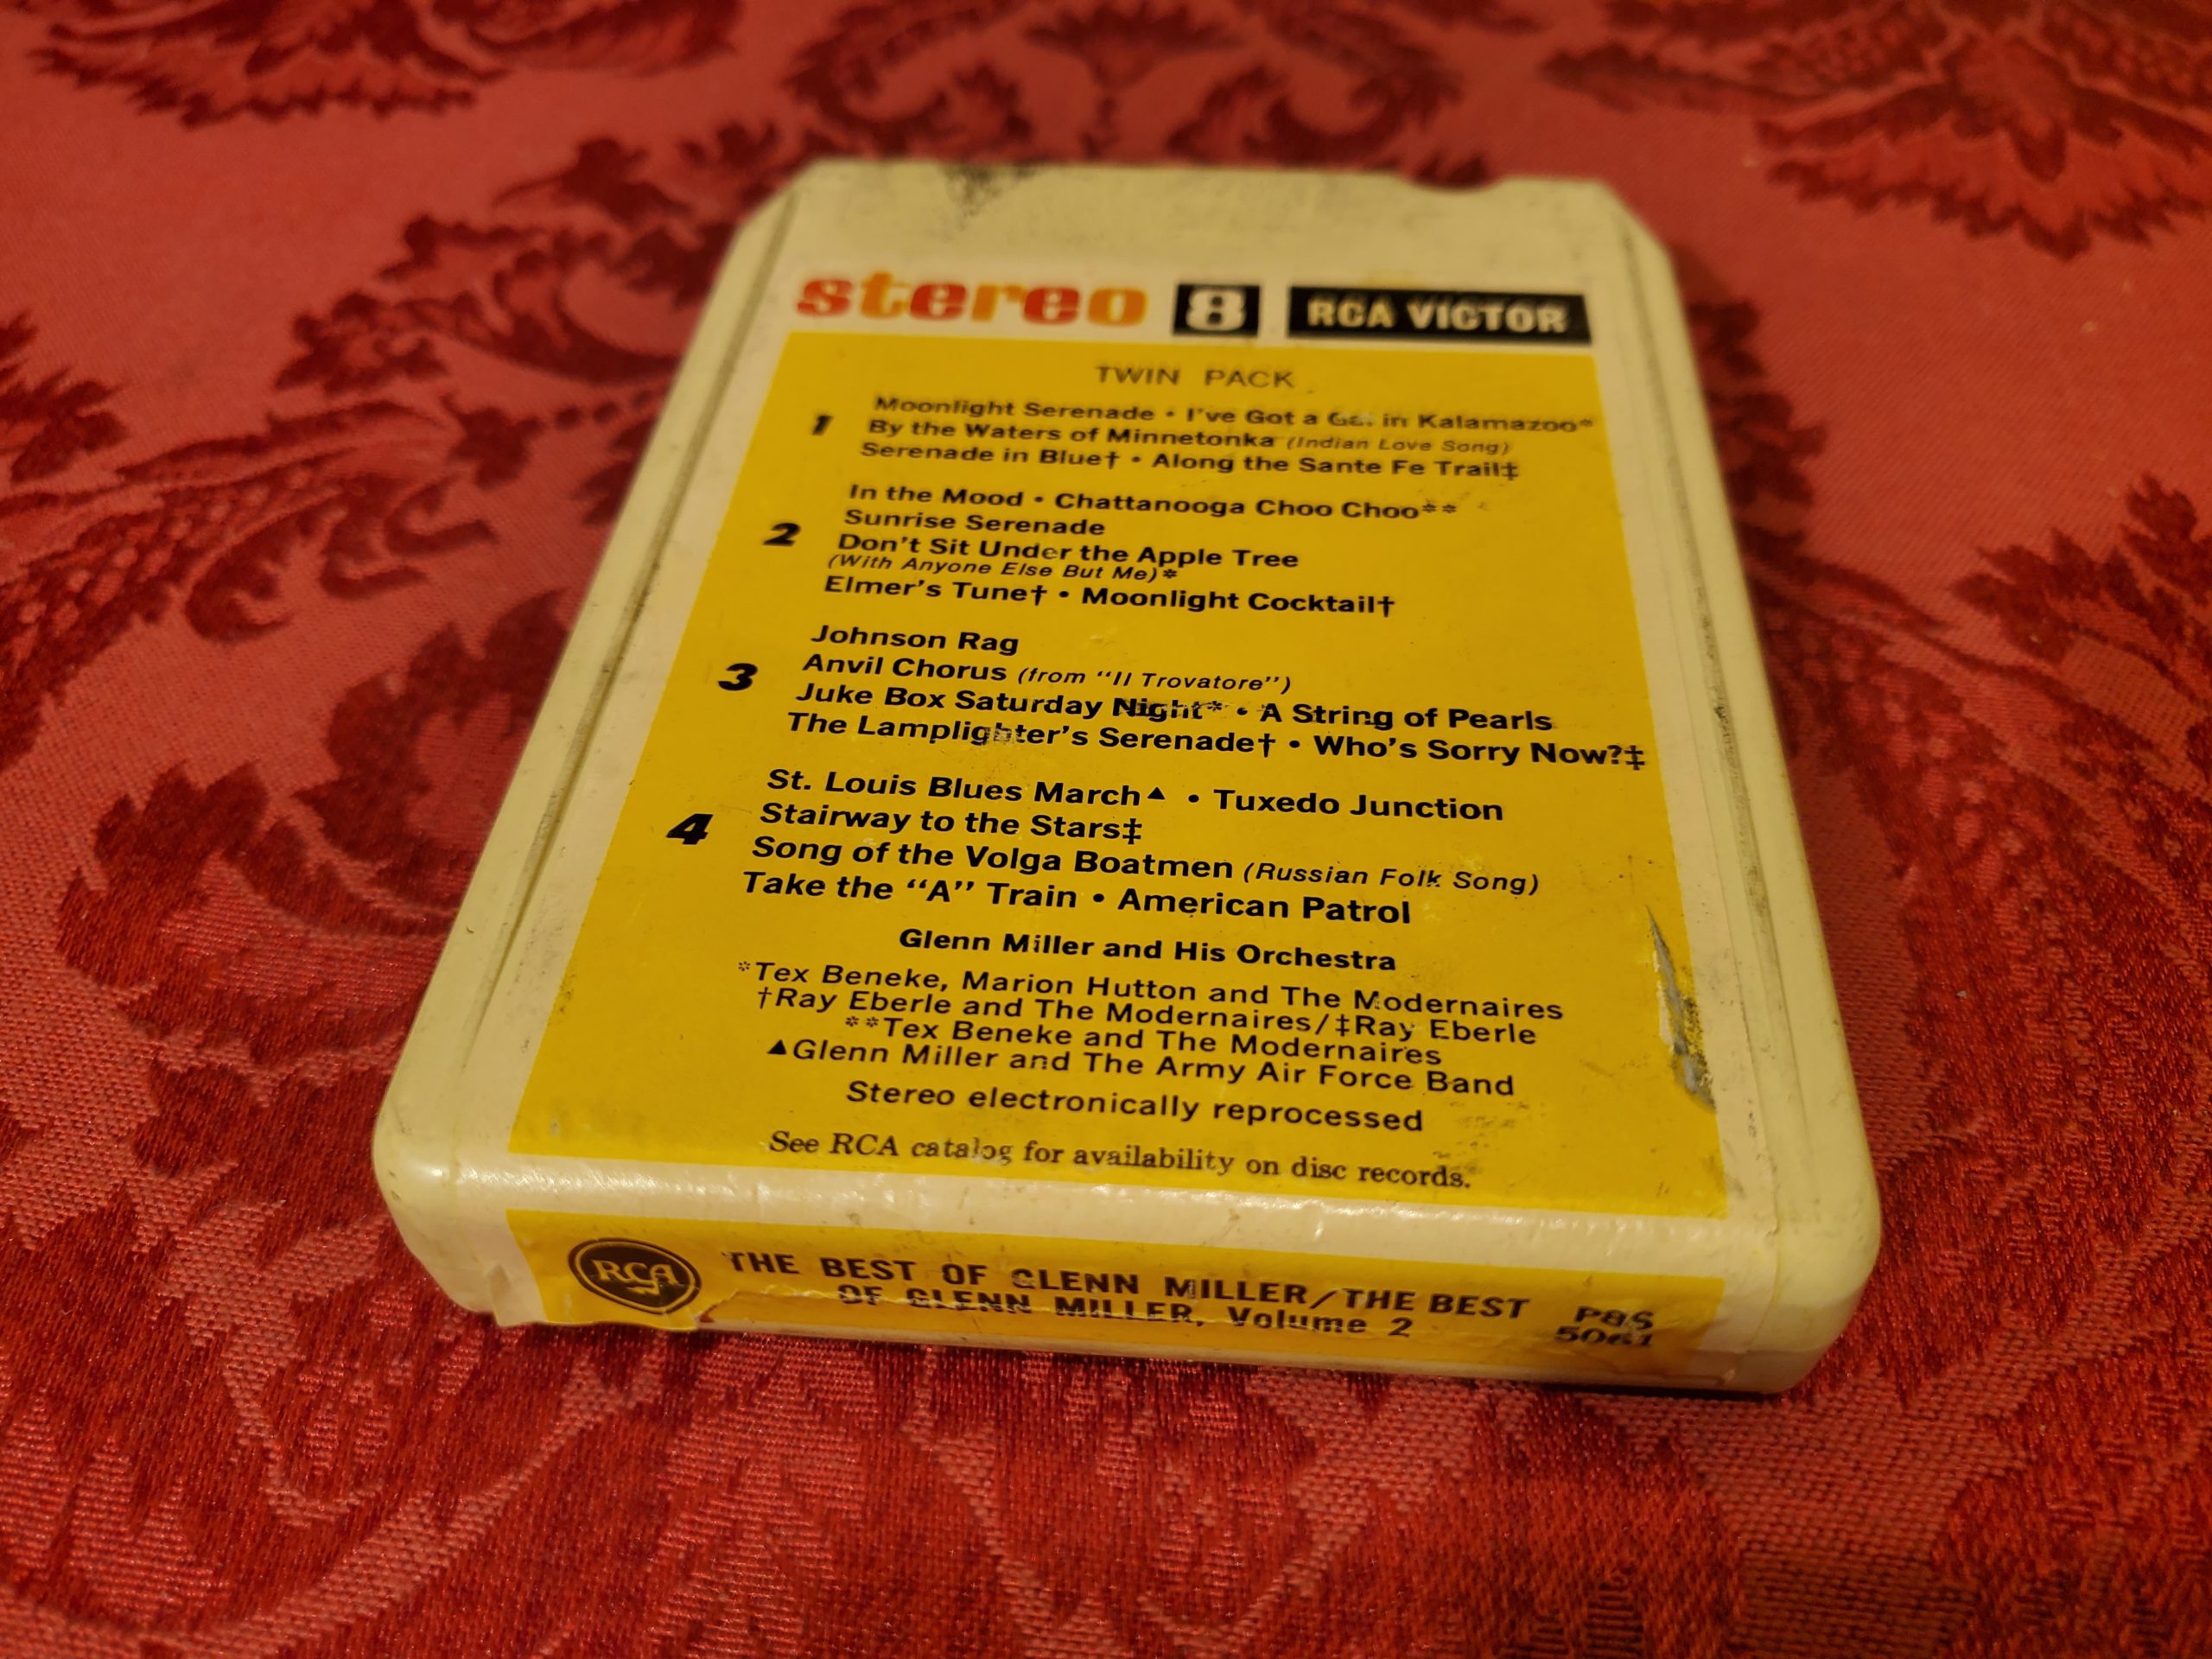 stereo 8 RCA VICTOR
TWIN PACK
1
Moonlight Serenade • I've Got a Gal in Kalamazoo*
By the Waters of Minnetonka (Indian Love Song)
Serenade in Blue† • Along the Sante Fe Trail‡
2
In the Mood • Chattanooga Choo Choo**
Sunrise Serenade
Don't Sit Under the Apple Tree
(With Anyone Else But Me)*
Elmer's Tune† • Moonlight Cocktail†
3
Johnson Rag
Anvil Chorus (from "Il Trovatore")
Juke Box Saturday Night* • A String of Pearls
The Lamplighter's Serenade† • Who's Sorry Now?‡
4
St. Louis Blues March▲ • Tuxedo Junction
Stairway to the Stars‡
Song of the Volga Boatmen (Russian Folk Song)
Take the "A" Train • American Patrol
Glenn Miller and His Orchestra
*Tex Beneke, Marion Hutton and The Modernaires
†Ray Eberle and The Modernaires/‡Ray Eberle
**Tex Beneke and The Modernaires
▲Glenn Miller and The Army Air Force Band
Stereo electronically reprocessed
See RCA catalog for availability on disc records.
RCA
THE BEST OF GLENN MILLER/THE BEST
OF GLENN MILLER, Volume 2
P8S
5061